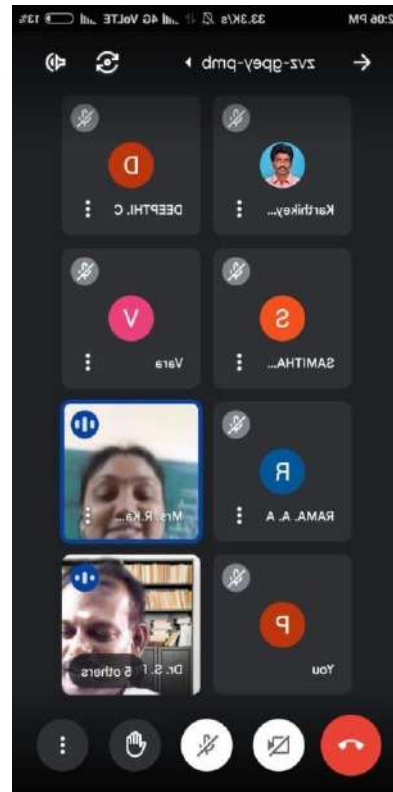 2:06 PM 33.3K/s 4G VoLTE 13%
zvz-gpey-pmb
Karthikey...
D
DEEPTHI. C
S
SAMITHA...
V
Vara
R
RAMA. A. A
Mrs.R.Ka...
P
You
Dr. S. P
5 others